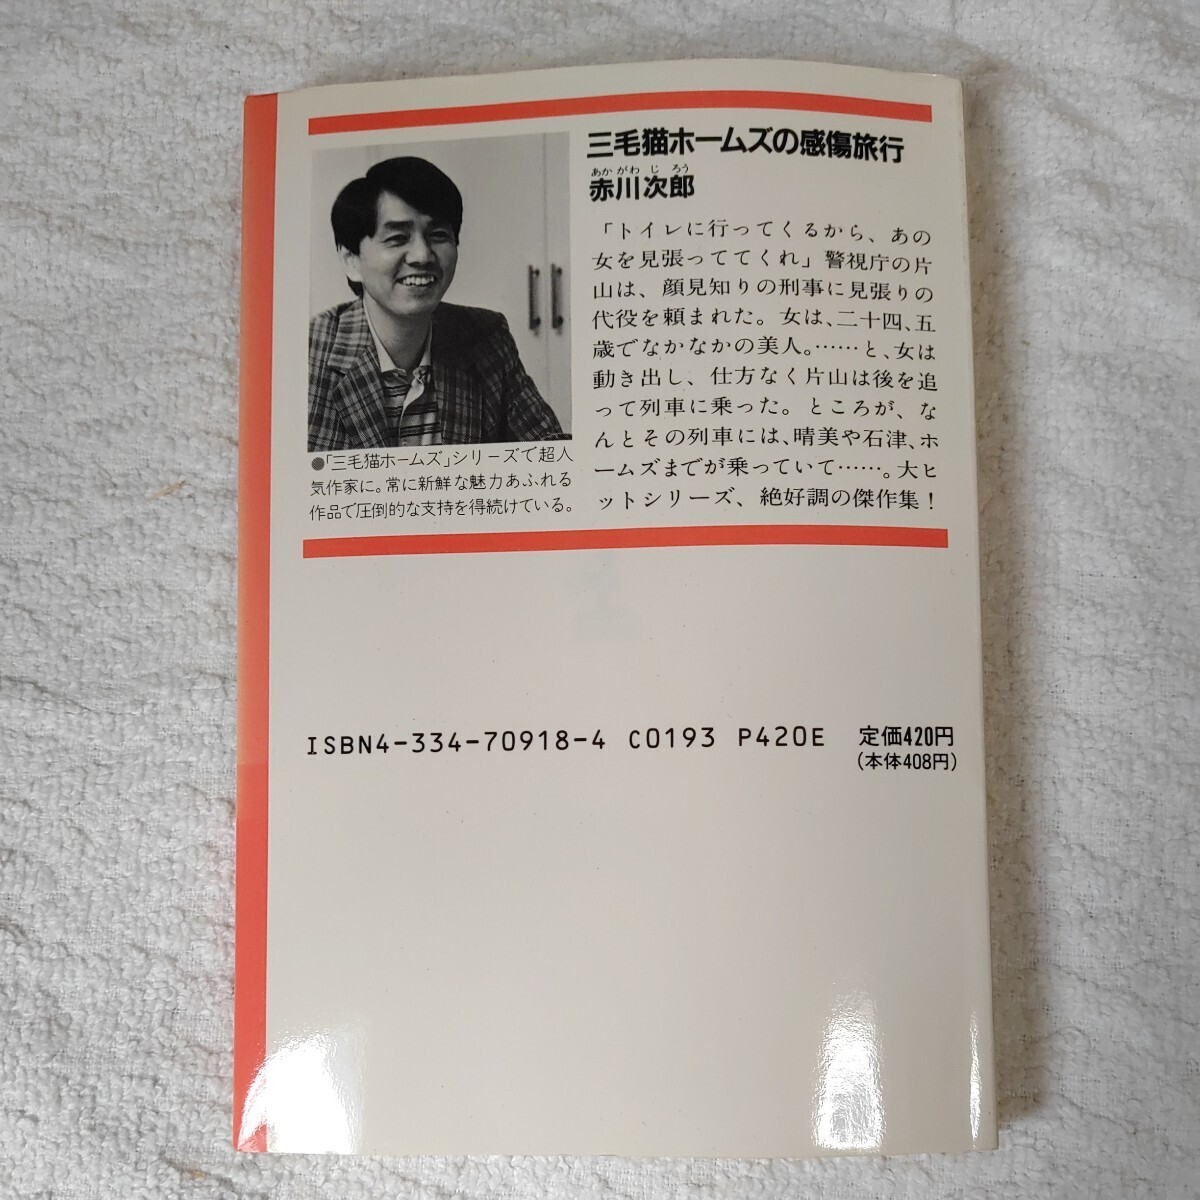 三毛猫ホームズの感傷旅行
あかがわ じろう
赤川次郎
「トイレに行ってくるから、あの
女を見張っててくれ」警視庁の片
山は、顔見知りの刑事に見張りの
代役を頼まれた。女は、二十四、五
歳でなかなかの美人。……と、女は
動き出し、仕方なく片山は後を追
って列車に乗った。ところが、な
んとその列車には、晴美や石津、ホ
ームズまでが乗っていて……。大ヒ
ットシリーズ、絶好調の傑作集！
●「三毛猫ホームズ」シリーズで超人
気作家に。常に新鮮な魅力あふれる
作品で圧倒的な支持を得続けている。
ISBN4-334-70918-4 C0193 P420E 定価420円
(本体408円)